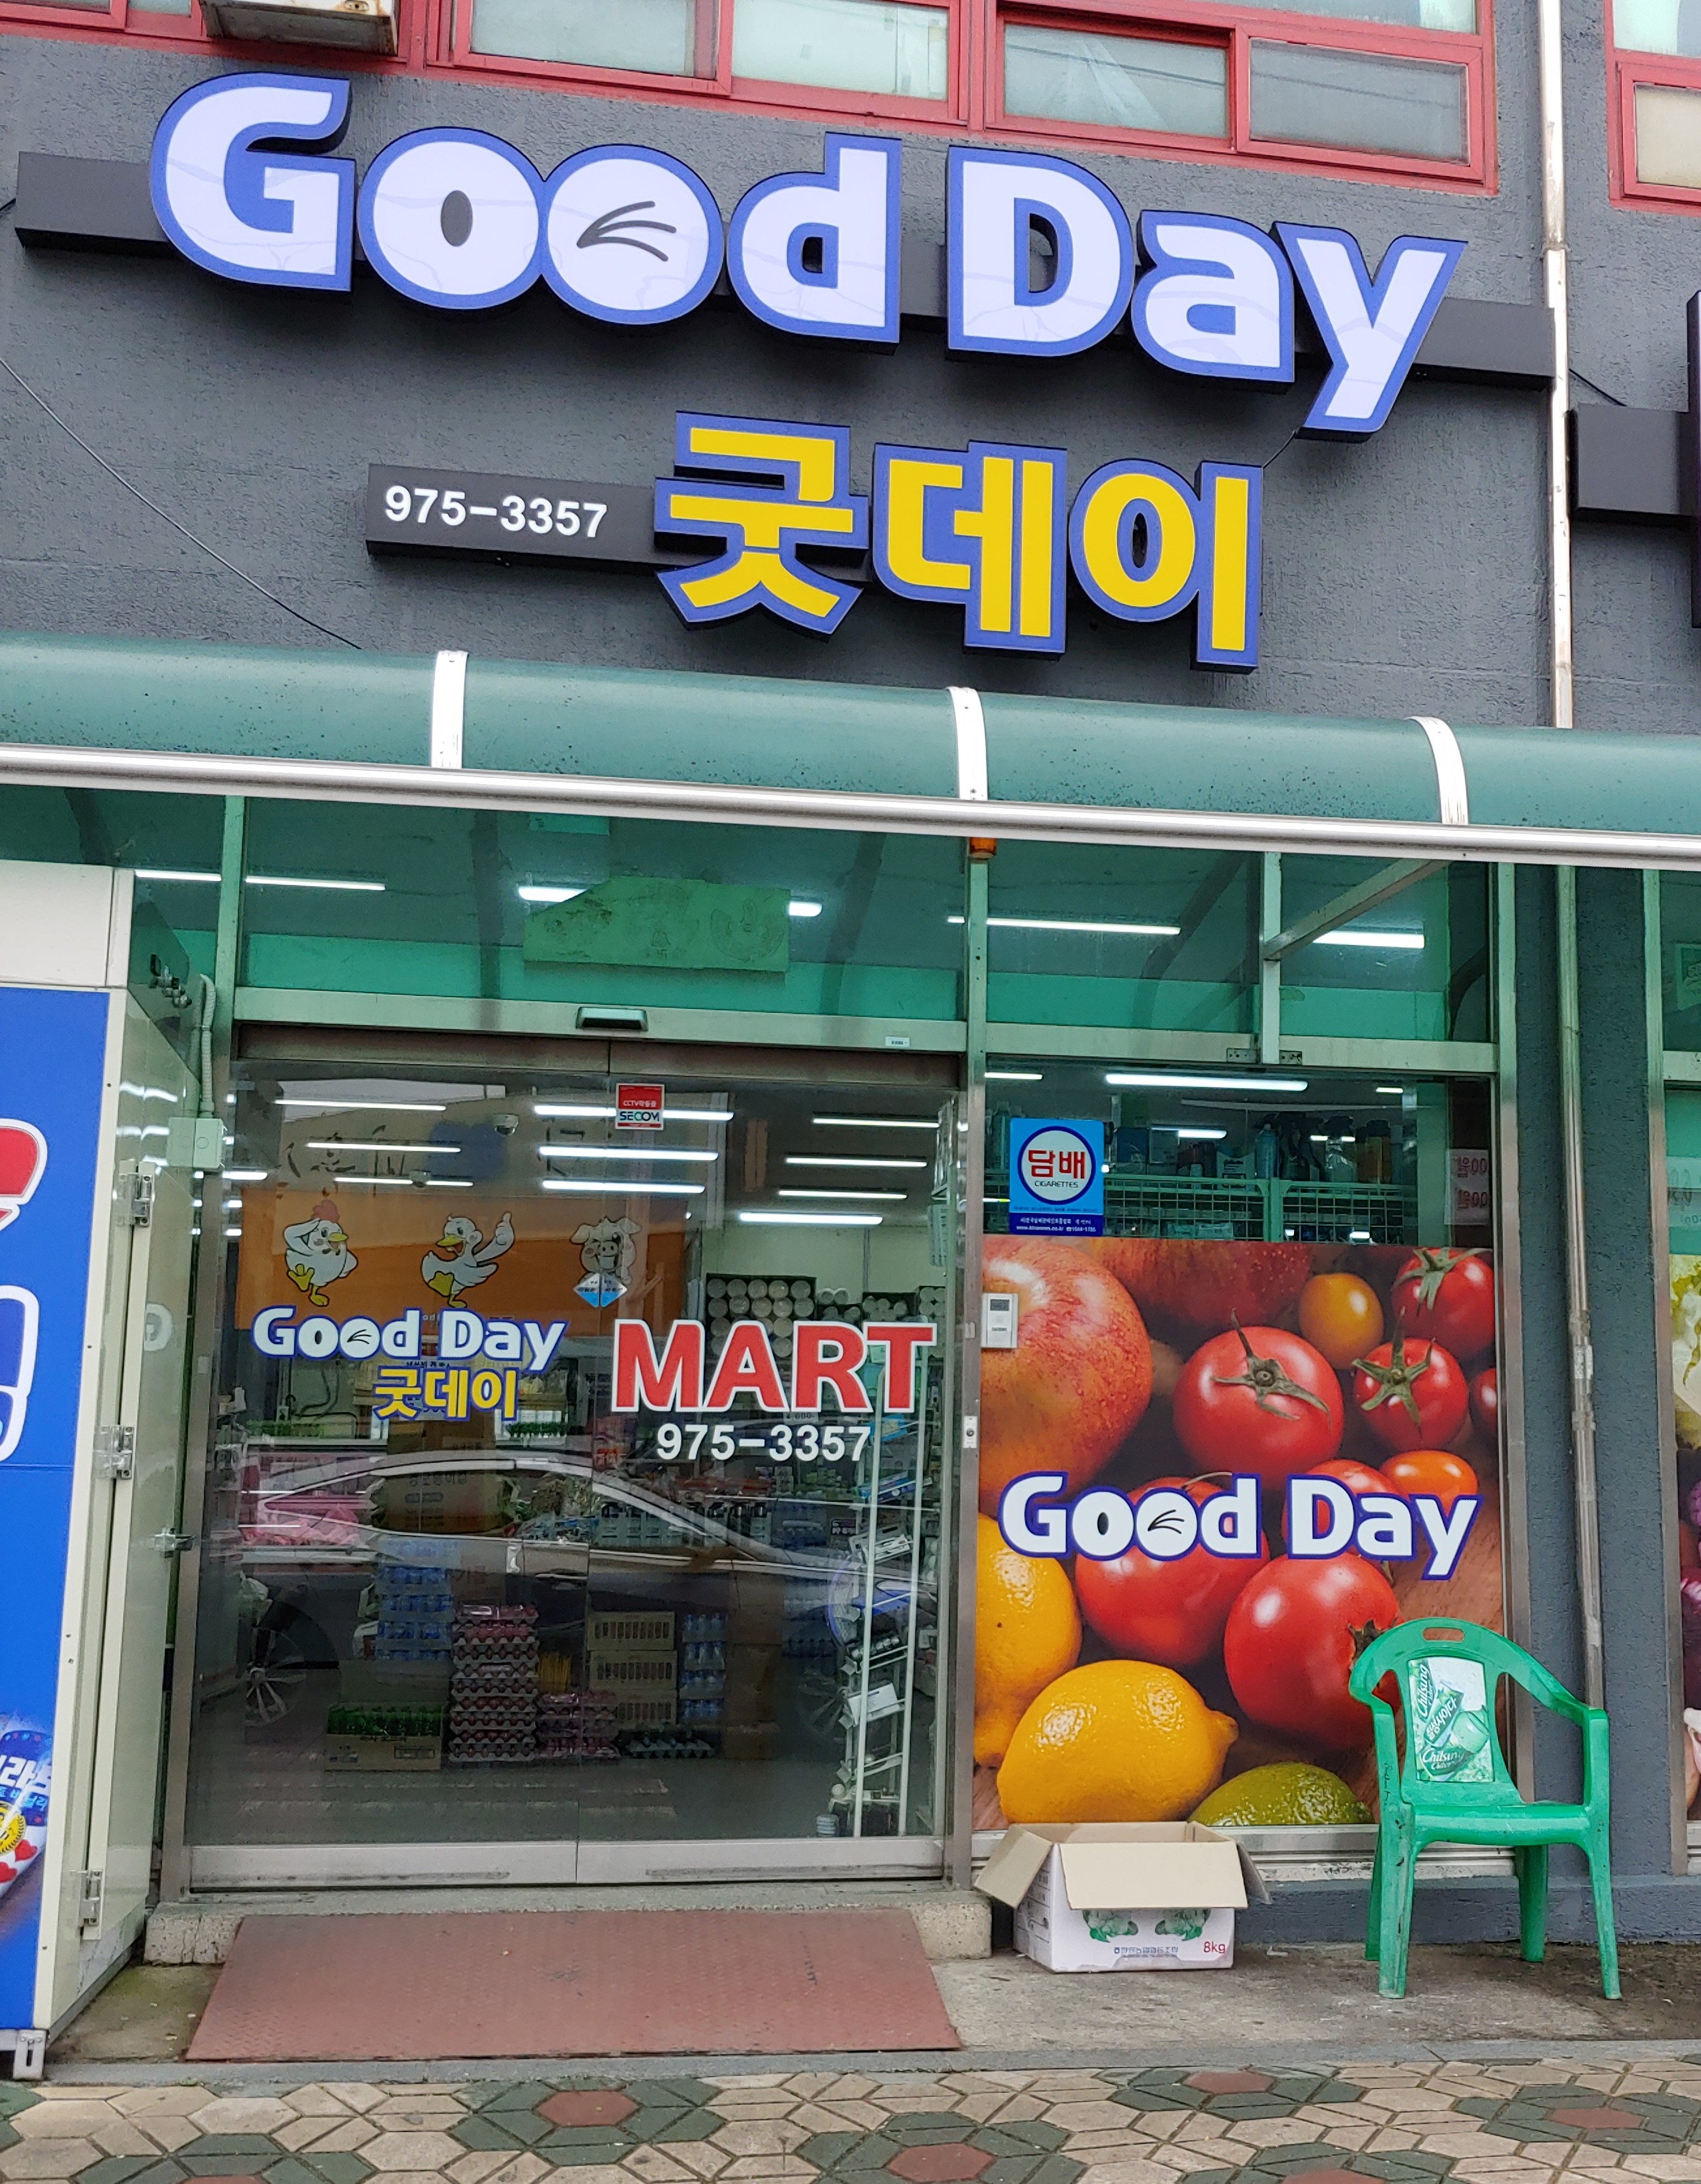 Good Day
975-3357
굿데이
CCTV작동중
SECOM
담배
CIGARETTES
Good Day
굿데이
MART
975-3357
Good Day
Chilsung
Chilsung
8kg